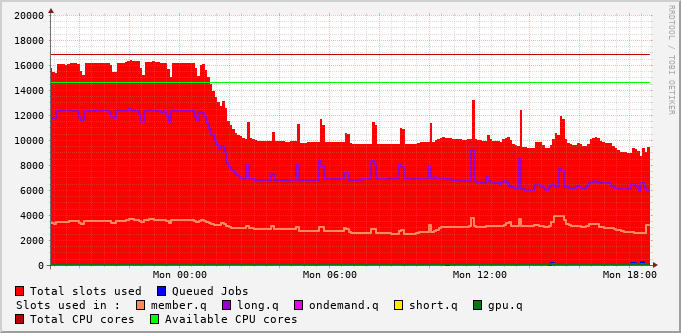 20000
18000
16000
14000
12000
10000
8000
6000
4000
2000
0
Mon 00:00 Mon 06:00 Mon 12:00 Mon 18:00
RRDTOOL / TOBI OETIKER
Total slots used Queued Jobs
Slots used in : member.q long.q ondemand.q short.q gpu.q
Total CPU cores Available CPU cores